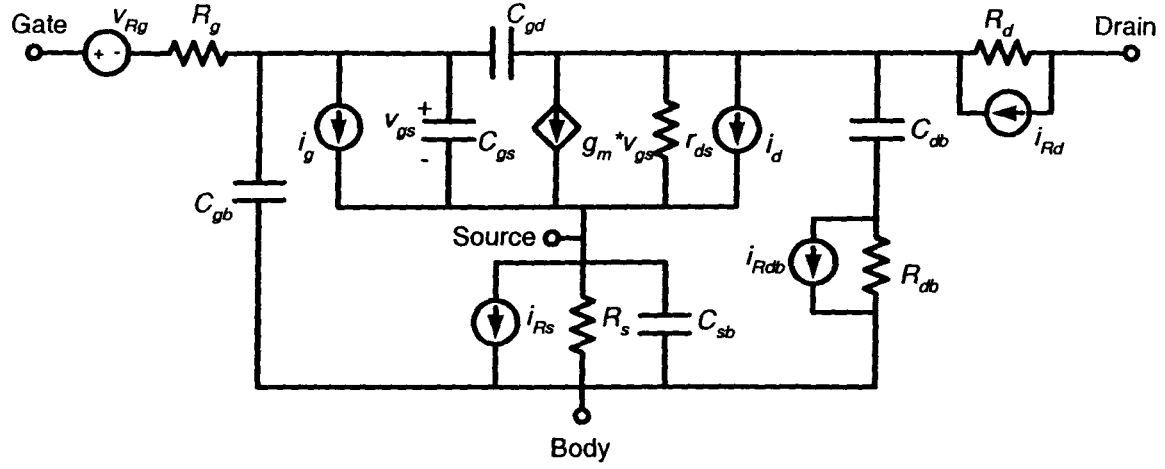 Gate
v_Rg
R_g
C_gd
R_d
Drain
i_g
v_gs
+
-
C_gs
g_m*v_gs
r_ds
i_d
C_db
i_Rd
C_gb
Source
i_Rdb
R_db
i_Rs
R_s
C_sb
Body